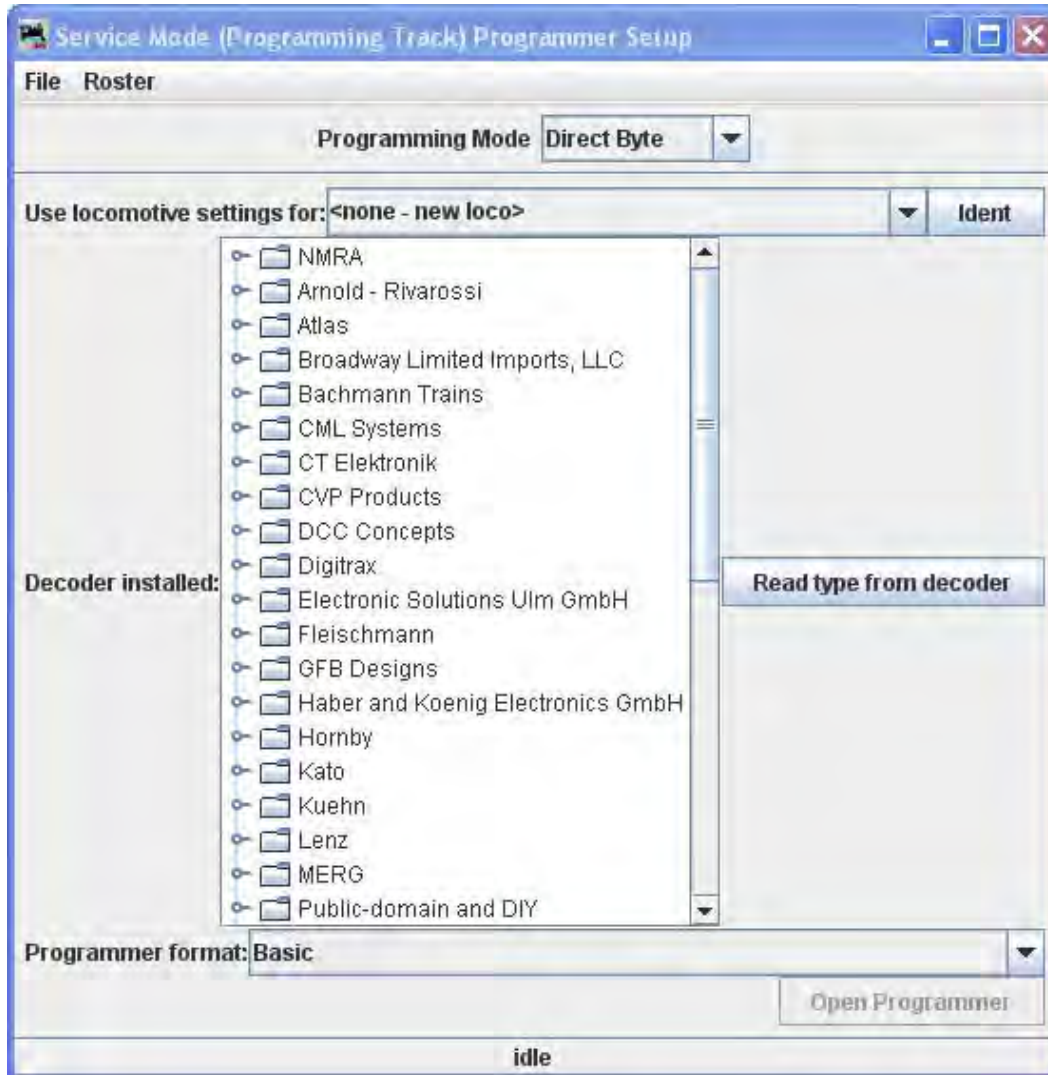 Service Mode (Programming Track) Programmer Setup
File Roster
Programming Mode Direct Byte
Use locomotive settings for: <none - new loco> Ident
NMRA
Arnold - Rivarossi
Atlas
Broadway Limited Imports, LLC
Bachmann Trains
CML Systems
CT Elektronik
CVP Products
DCC Concepts
Digitrax
Decoder installed:
Read type from decoder
Electronic Solutions Ulm GmbH
Fleischmann
GFB Designs
Haber and Koenig Electronics GmbH
Hornby
Kato
Kuehn
Lenz
MERG
Public-domain and DIY
Programmer format: Basic
Open Programmer
idle